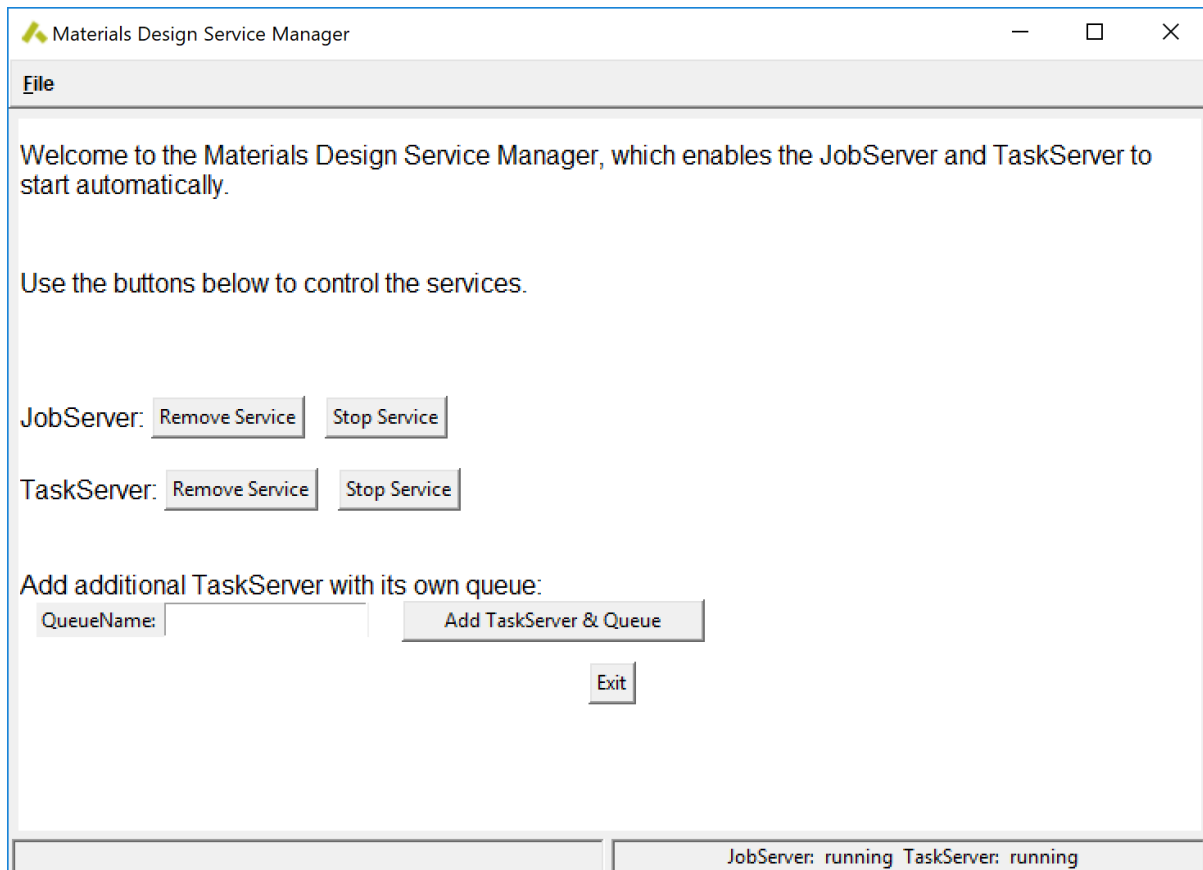 Materials Design Service Manager
File
Welcome to the Materials Design Service Manager, which enables the JobServer and TaskServer to
start automatically.
Use the buttons below to control the services.
JobServer: Remove Service Stop Service
TaskServer: Remove Service Stop Service
Add additional TaskServer with its own queue:
QueueName: Add TaskServer & Queue
Exit
JobServer: running TaskServer: running